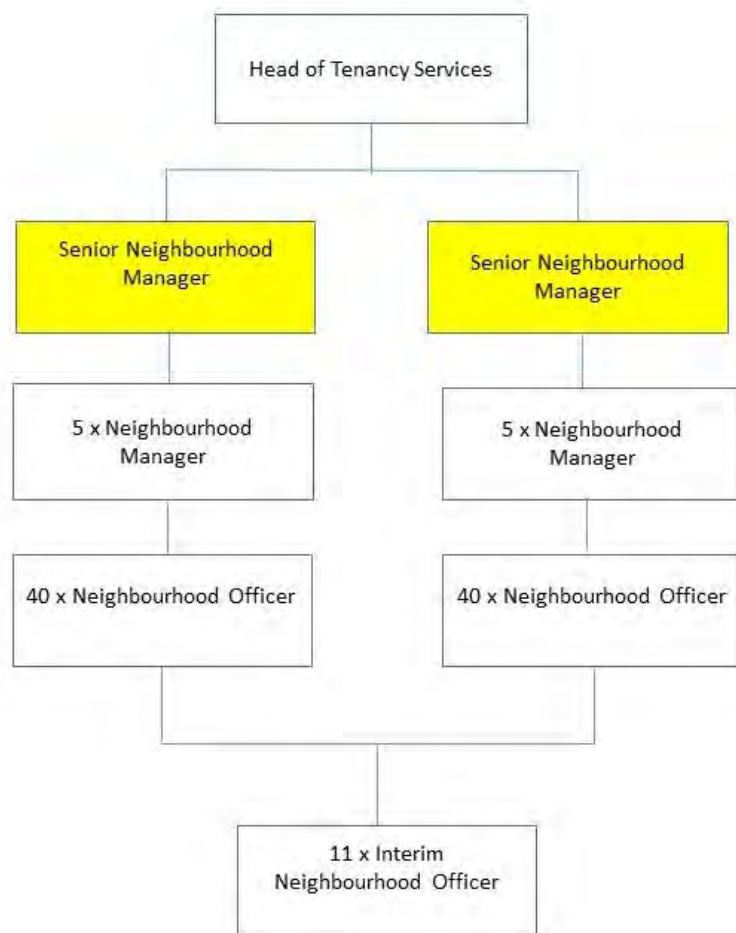 Head of Tenancy Services
Senior Neighbourhood
Manager
Senior Neighbourhood
Manager
5 x Neighbourhood
Manager
5 x Neighbourhood
Manager
40 x Neighbourhood Officer
40 x Neighbourhood Officer
11 x Interim
Neighbourhood Officer